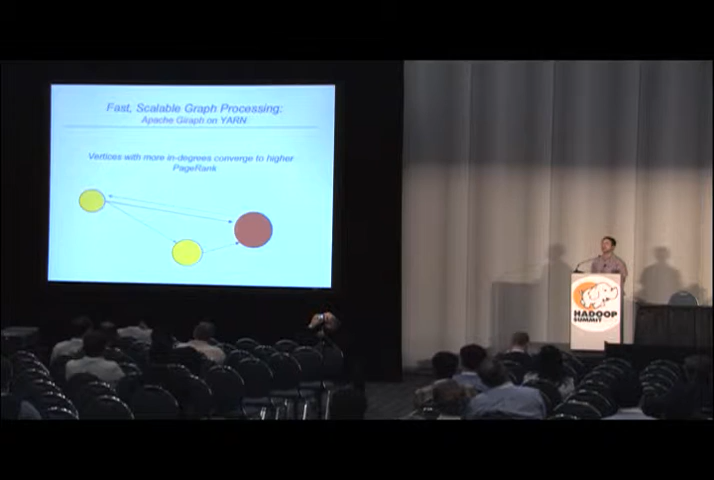 Fast, Scalable Graph Processing:
Apache Giraph on YARN
Vertices with more in-degrees converge to higher
PageRank
HADOOP
SUMMIT